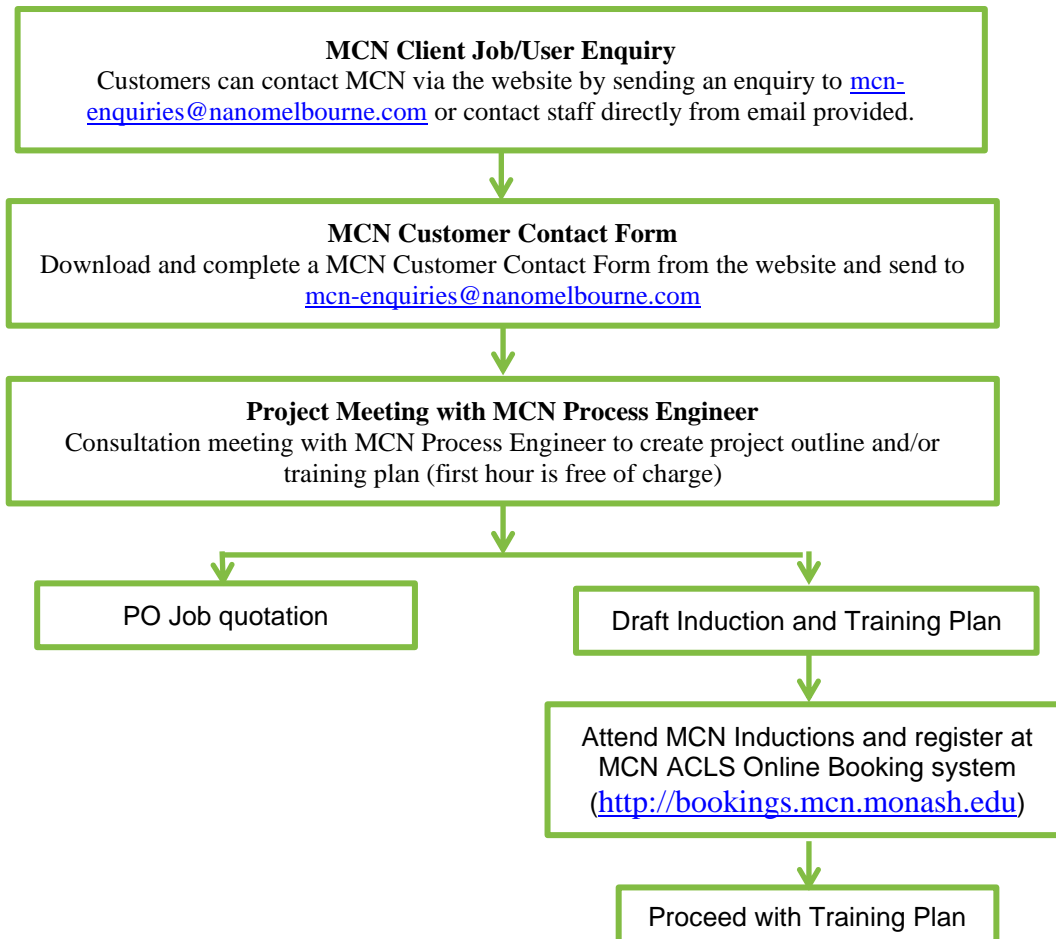 MCN Client Job/User Enquiry
Customers can contact MCN via the website by sending an enquiry to mcn-
enquiries@nanomelbourne.com or contact staff directly from email provided.
MCN Customer Contact Form
Download and complete a MCN Customer Contact Form from the website and send to
mcn-enquiries@nanomelbourne.com
Project Meeting with MCN Process Engineer
Consultation meeting with MCN Process Engineer to create project outline and/or
training plan (first hour is free of charge)
PO Job quotation
Draft Induction and Training Plan
Attend MCN Inductions and register at
MCN ACLS Online Booking system
(http://bookings.mcn.monash.edu)
Proceed with Training Plan